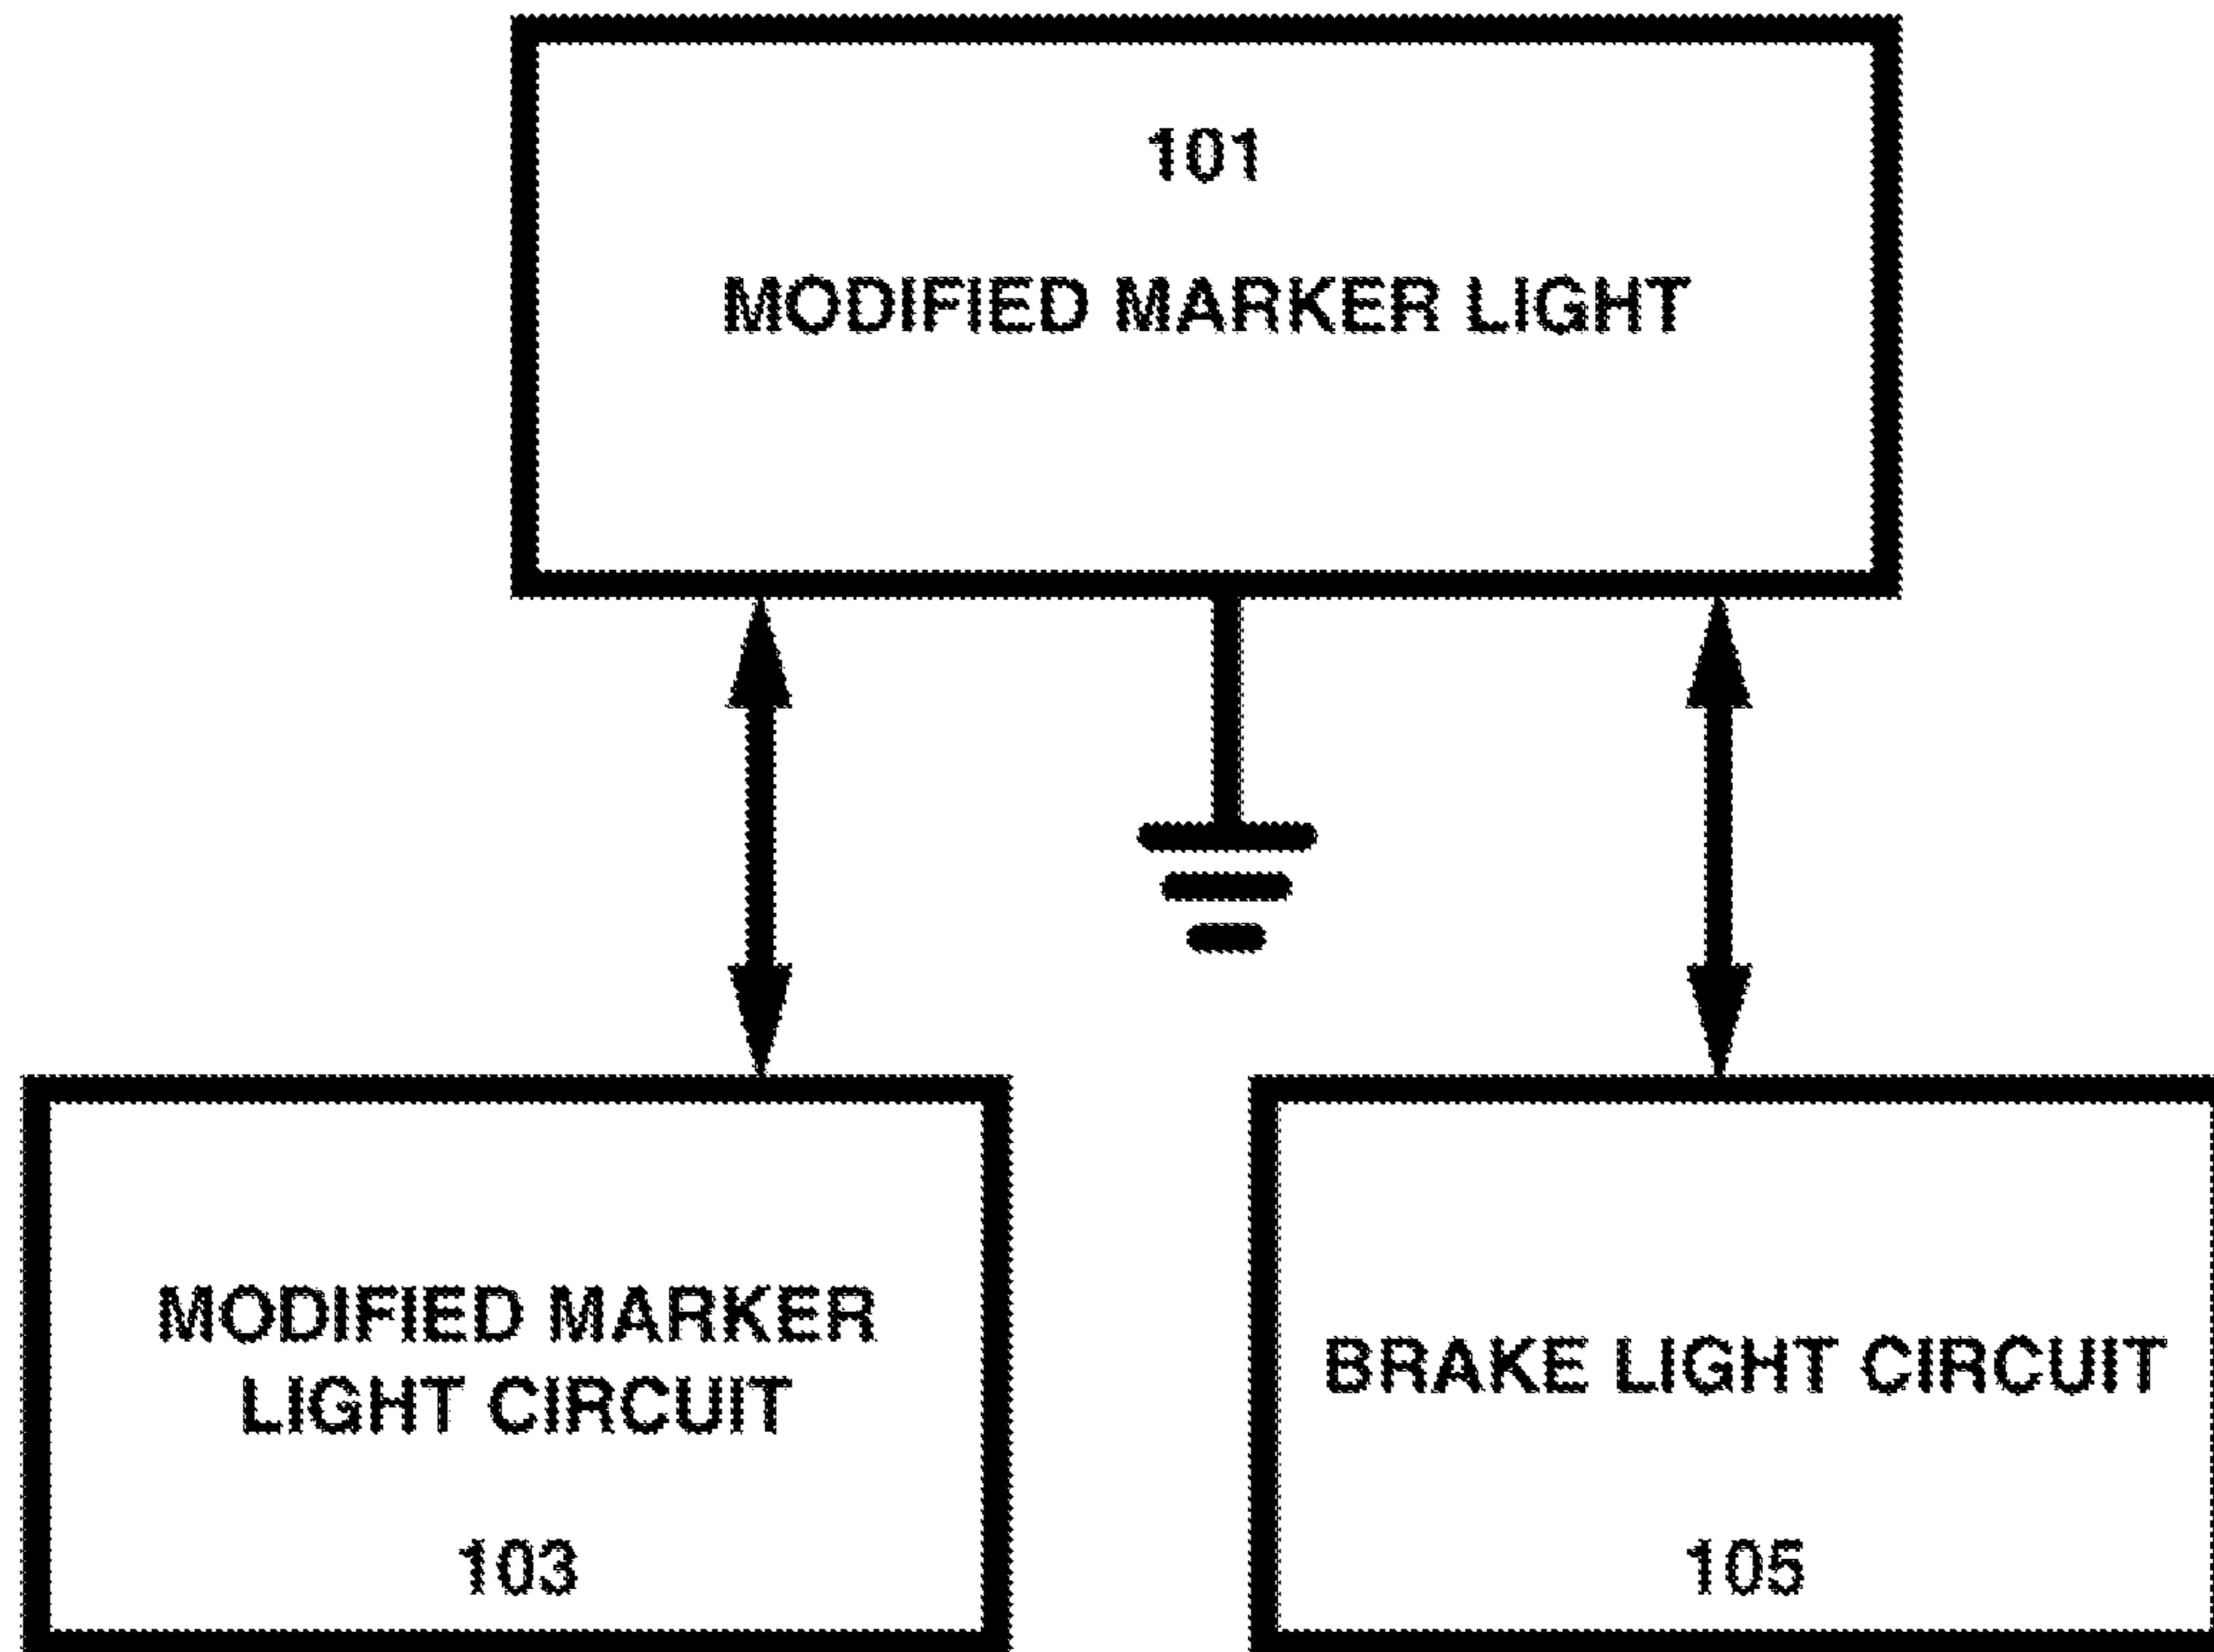 101
MODIFIED MARKER LIGHT
MODIFIED MARKER
LIGHT CIRCUIT
103
BRAKE LIGHT CIRCUIT
105